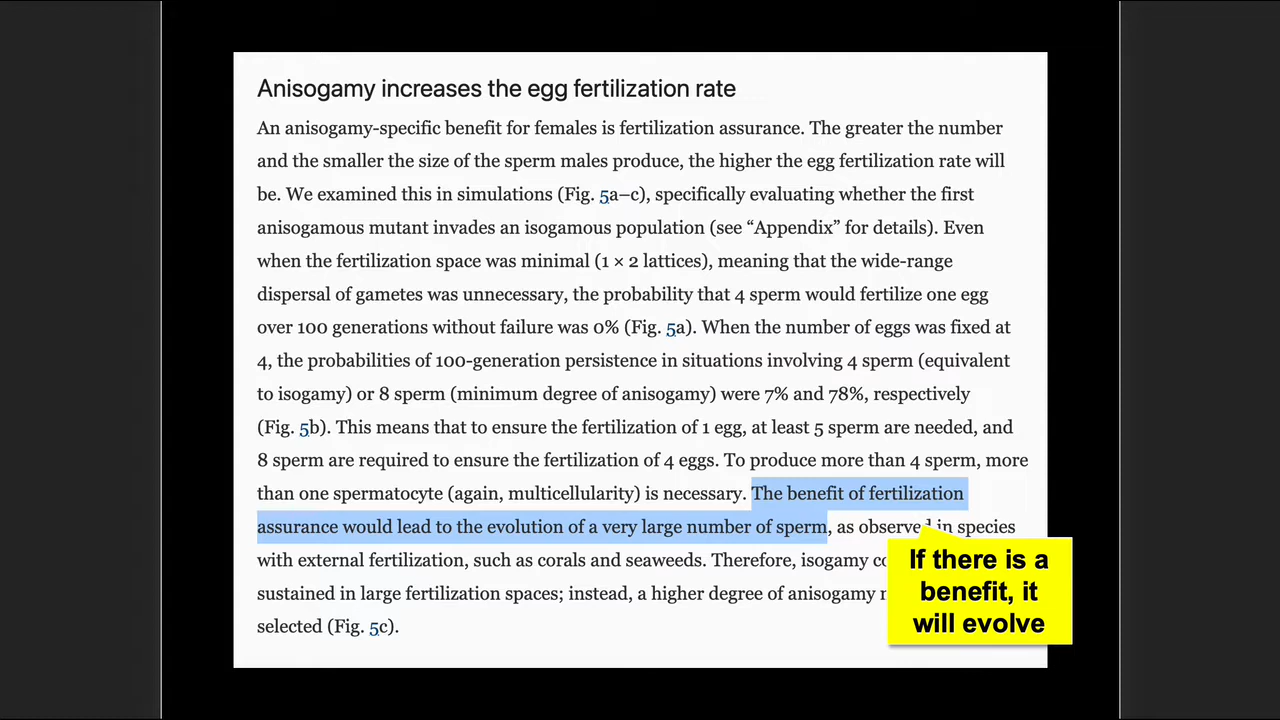 Anisogamy increases the egg fertilization rate
An anisogamy-specific benefit for females is fertilization assurance. The greater the number
and the smaller the size of the sperm males produce, the higher the egg fertilization rate will
be. We examined this in simulations (Fig. 5a–c), specifically evaluating whether the first
anisogamous mutant invades an isogamous population (see “Appendix” for details). Even
when the fertilization space was minimal (1 × 2 lattices), meaning that the wide-range
dispersal of gametes was unnecessary, the probability that 4 sperm would fertilize one egg
over 100 generations without failure was 0% (Fig. 5a). When the number of eggs was fixed at
4, the probabilities of 100-generation persistence in situations involving 4 sperm (equivalent
to isogamy) or 8 sperm (minimum degree of anisogamy) were 7% and 78%, respectively
(Fig. 5b). This means that to ensure the fertilization of 1 egg, at least 5 sperm are needed, and
8 sperm are required to ensure the fertilization of 4 eggs. To produce more than 4 sperm, more
than one spermatocyte (again, multicellularity) is necessary. The benefit of fertilization
assurance would lead to the evolution of a very large number of sperm, as observed in species
with external fertilization, such as corals and seaweeds. Therefore, isogamy
sustained in large fertilization spaces; instead, a higher degree of anisogamy
selected (Fig. 5c).
If there is a
benefit, it
will evolve